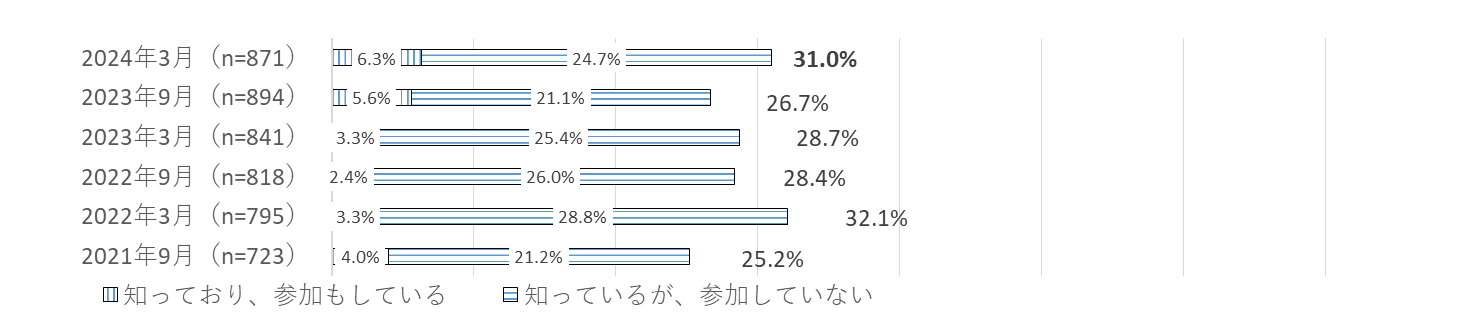 2024年3月（n=871） 6.3% 24.7% 31.0%
2023年9月（n=894） 5.6% 21.1% 26.7%
2023年3月（n=841） 3.3% 25.4% 28.7%
2022年9月（n=818） 2.4% 26.0% 28.4%
2022年3月（n=795） 3.3% 28.8% 32.1%
2021年9月（n=723） 4.0% 21.2% 25.2%
知っており、参加もしている 知っているが、参加していない